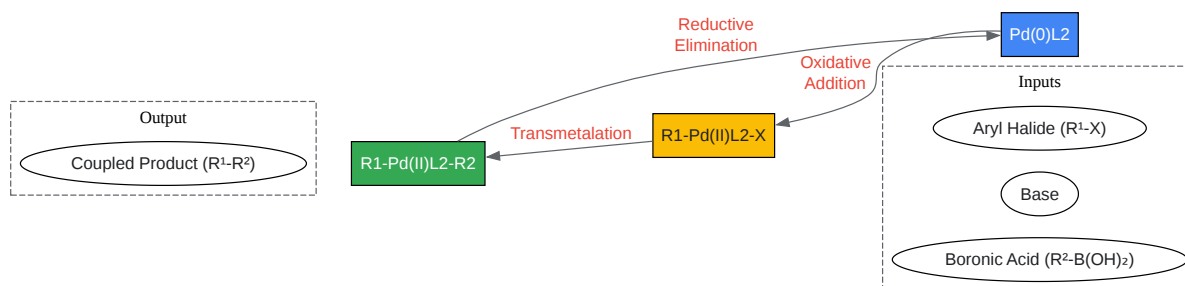 Reductive
Elimination
Pd(0)L2
Oxidative
Addition
Inputs
Output
Transmetalation
R1-Pd(II)L2-X
Aryl Halide (R¹-X)
Coupled Product (R¹-R²)
R1-Pd(II)L2-R2
Base
Boronic Acid (R²-B(OH)₂)